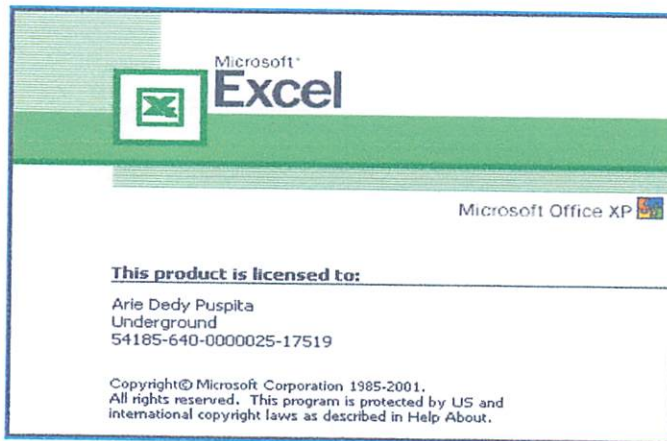 Microsoft®
Excel
Microsoft Office XP
This product is licensed to:
Arie Dedy Puspita
Underground
54185-640-0000025-17519
Copyright© Microsoft Corporation 1985-2001.
All rights reserved. This program is protected by US and
international copyright laws as described in Help About.